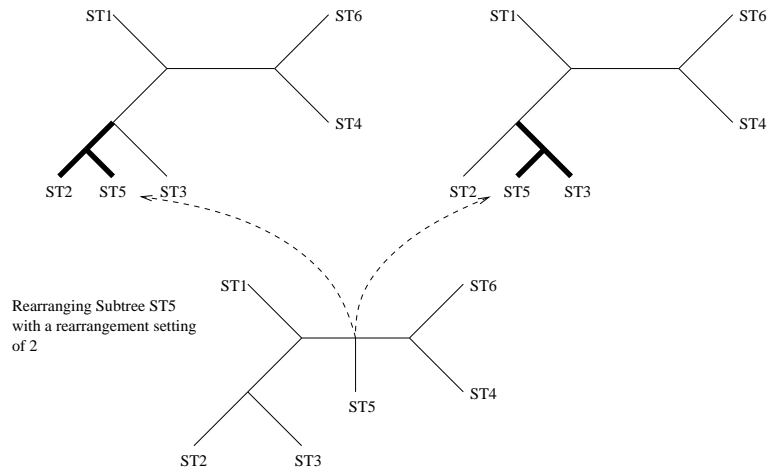 ST1
ST6
ST1
ST6
ST4
ST4
ST2
ST5
ST3
ST2
ST5
ST3
ST1
ST6
Rearranging Subtree ST5
with a rearrangement setting
of 2
ST5
ST4
ST2
ST3